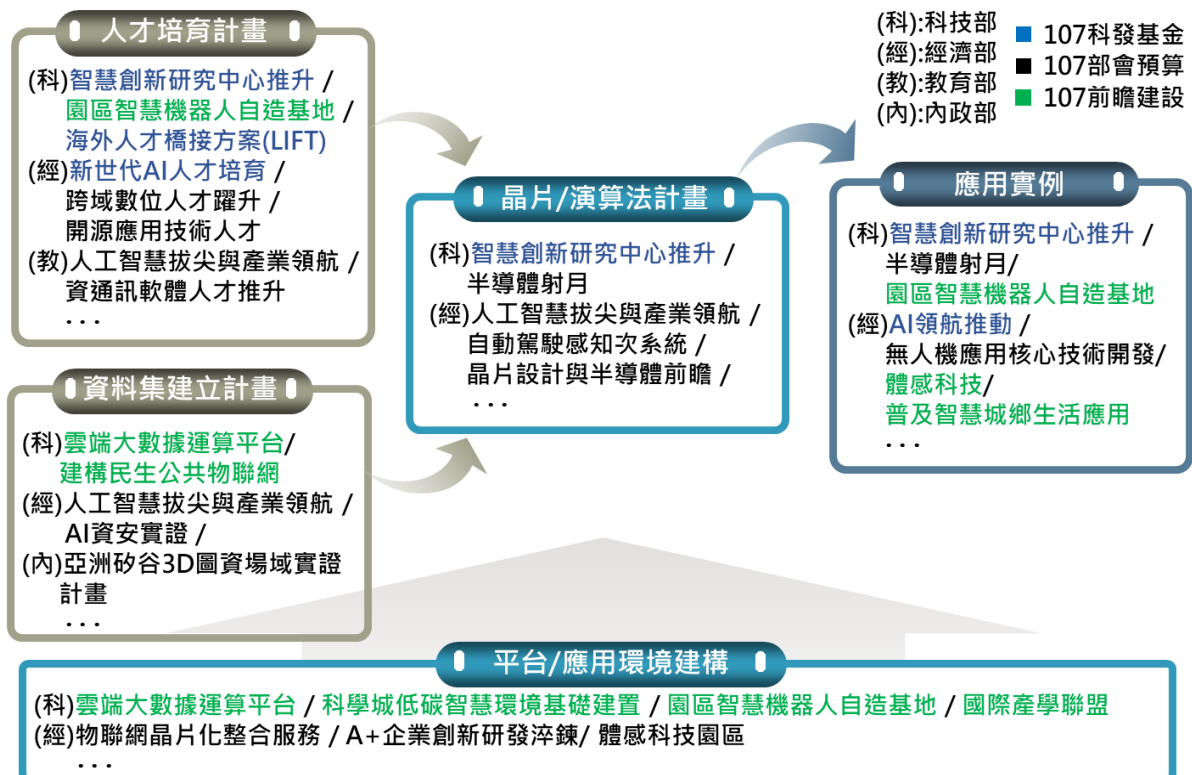 人才培育計畫
(科)智慧創新研究中心推升 /
園區智慧機器人自造基地 /
海外人才橋接方案(LIFT)
(經)新世代AI人才培育 /
跨域數位人才躍升 /
開源應用技術人才
(教)人工智慧拔尖與產業領航 /
資通訊軟體人才推升
...
資料集建立計畫
(科)雲端大數據運算平台/
建構民生公共物聯網
(經)人工智慧拔尖與產業領航 /
AI資安實證 /
(內)亞洲矽谷3D圖資場域實證
計畫
...
晶片/演算法計畫
(科)智慧創新研究中心推升 /
半導體射月
(經)人工智慧拔尖與產業領航 /
自動駕駛感知次系統 /
晶片設計與半導體前瞻 /
...
(科):科技部
(經):經濟部
(教):教育部
(內):內政部
107科發基金
107部會預算
107前瞻建設
應用實例
(科)智慧創新研究中心推升 /
半導體射月/
園區智慧機器人自造基地
(經)AI領航推動 /
無人機應用核心技術開發/
體感科技/
普及智慧城鄉生活應用
...
平台/應用環境建構
(科)雲端大數據運算平台 / 科學城低碳智慧環境基礎建置 / 園區智慧機器人自造基地 / 國際產學聯盟
(經)物聯網晶片化整合服務 / A+企業創新研發淬鍊/ 體感科技園區
...